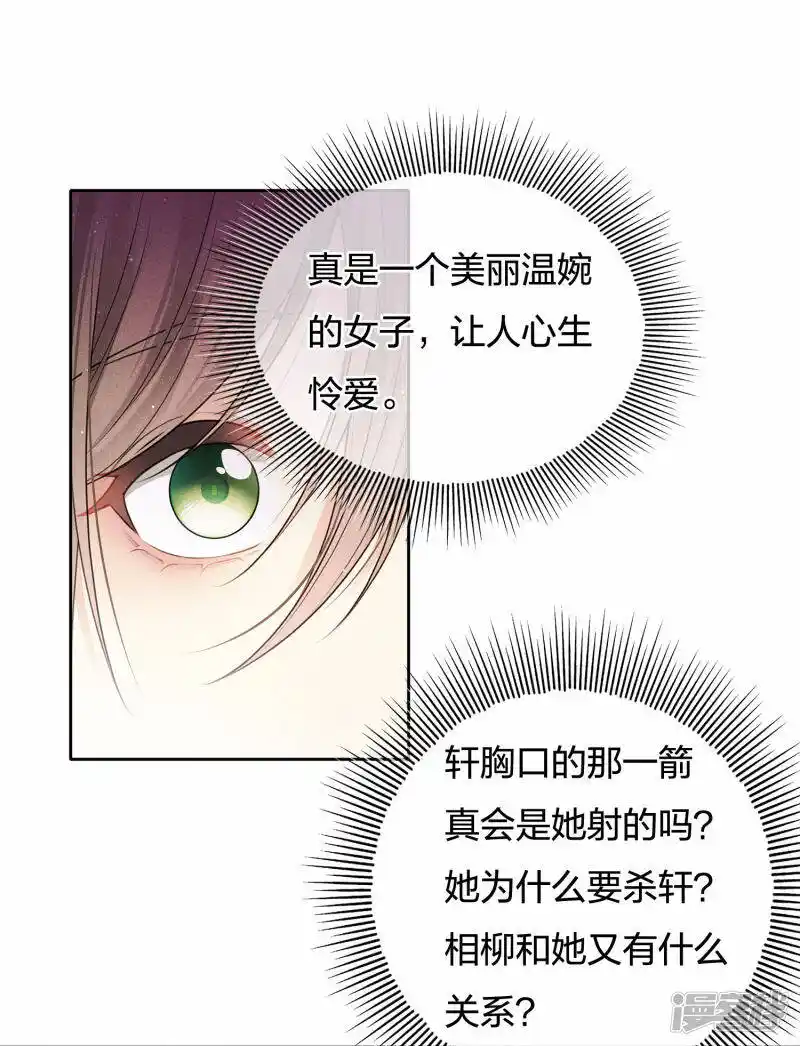 真是一个美丽温婉
的女子，让人心生
怜爱。
轩胸口的那一箭
真会是她射的吗？
她为什么要杀轩？
相柳和她又有什么
关系？